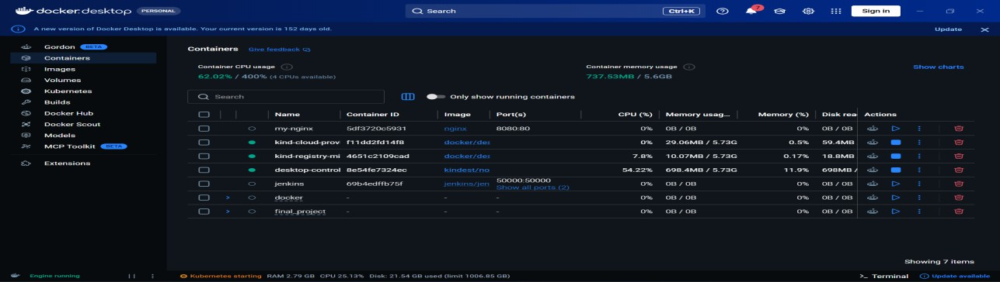 docker.desktop PERSONAL Search Ctrl+K 7 Sign in
A new version of Docker Desktop is available. Your current version is 152 days old. Update
Gordon BETA
Containers
Images
Volumes
Kubernetes
Builds
Docker Hub
Docker Scout
Models
MCP Toolkit BETA
Extensions
Containers Give feedback
Container CPU usage
62.02% / 400% (4 CPUs available)
Container memory usage
737.53MB / 5.6GB
Show charts
Search
Only show running containers
Name Container ID Image Port(s) CPU (%) Memory usag... Memory (%) Disk rea Actions
my-nginx 5df3720c5931 nginx 8080:80 0% 0B / 0B 0% 0B / 0B
kind-cloud-prov f11dd2fd14f8 docker/des 0% 29.06MB / 5.73G 0.5% 59.4MB
kind-registry-mi 4651c2109cad docker/des 7.8% 10.07MB / 5.73G 0.17% 18.8MB
desktop-control 8e54fe7324ec kindest/no 54.22% 698.4MB / 5.73G 11.9% 698MB /
jenkins 69b4edffb75f jenkins/jen 50000:50000 0% 0B / 0B 0% 0B / 0B
Show all ports (2)
docker - - - 0% 0B / 0B 0% 0B / 0B
final_project - - - 0% 0B / 0B 0% 0B / 0B
Showing 7 items
Engine running Kubernetes starting RAM 2.79 GB CPU 25.13% Disk: 21.54 GB used (limit 1006.85 GB) >_ Terminal Update available